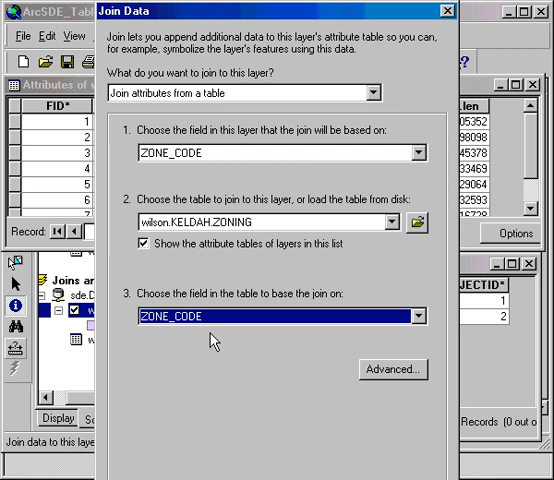 ArcSDE_Tabl
Join Data
File Edit View
Join lets you append additional data to this layer's attribute table so you can,
for example, symbolize the layer's features using this data.
What do you want to join to this layer?
Join attributes from a table
Attributes of w
FID*
_len
1
2
3
4
5
6
7
05352
98098
45378
33469
29064
32593
16728
1. Choose the field in this layer that the join will be based on:
ZONE_CODE
2. Choose the table to join to this layer, or load the table from disk:
wilson.KELDAH.ZONING
Show the attribute tables of layers in this list
Record:
Options
3. Choose the field in the table to base the join on:
ZONE_CODE
Joins an
sde.D
w
w
JECTID*
1
2
Advanced...
Display
So
Records (0 out o
Join data to this laye